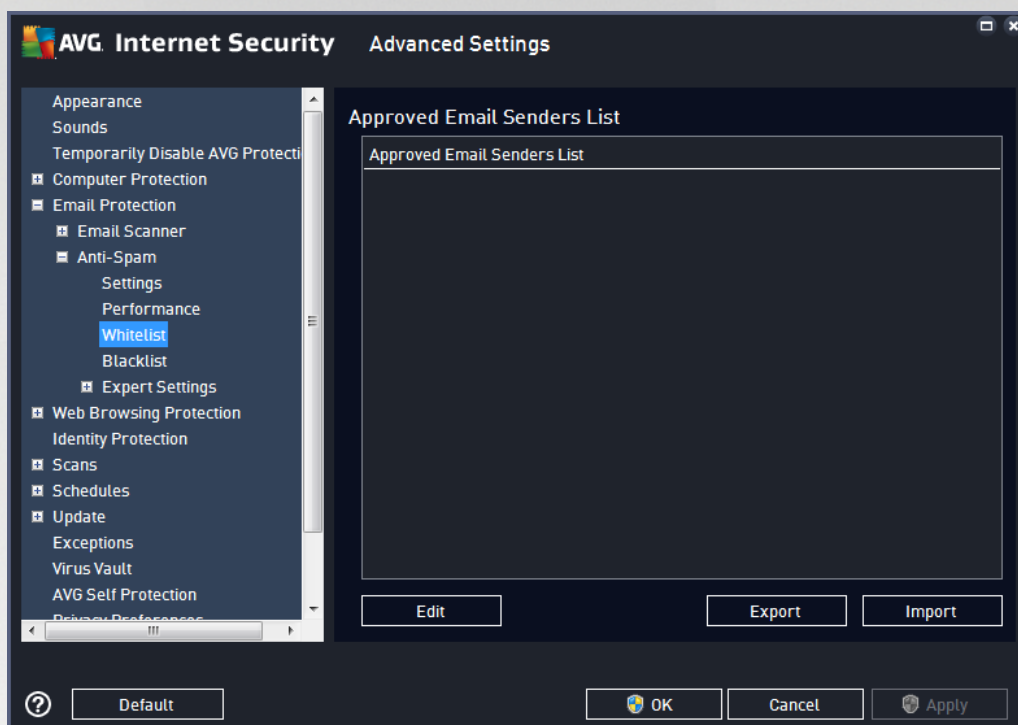 AVG. Internet Security Advanced Settings
Appearance
Sounds
Temporarily Disable AVG Protecti
Computer Protection
Email Protection
Email Scanner
Anti-Spam
Settings
Performance
Whitelist
Blacklist
Expert Settings
Web Browsing Protection
Identity Protection
Scans
Schedules
Update
Exceptions
Virus Vault
AVG Self Protection
Privacy Preferences
Approved Email Senders List
Approved Email Senders List
Edit Export Import
? Default OK Cancel Apply